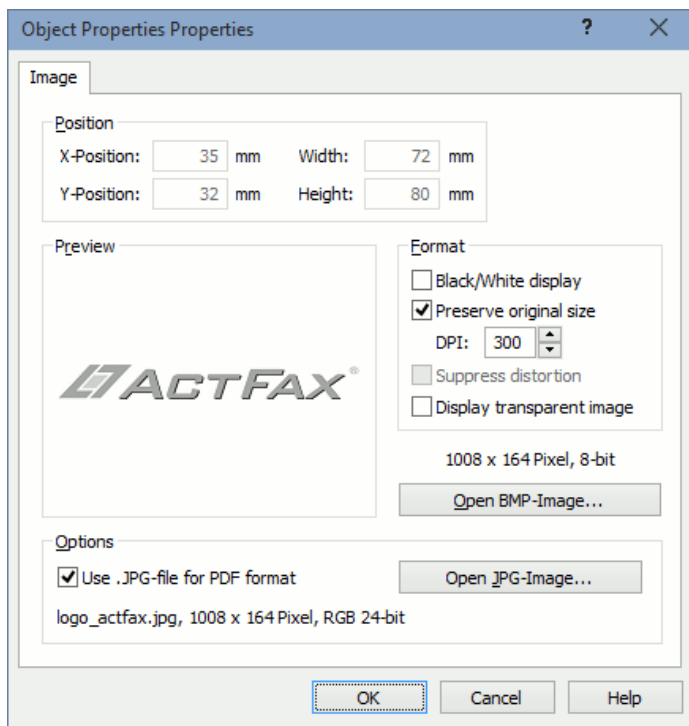 Object Properties Properties ?
Image
Position
X-Position: 35 mm Width: 72 mm
Y-Position: 32 mm Height: 80 mm
Preview
ACTFAX®
Format
Black/White display
Preserve original size
DPI: 300
Suppress distortion
Display transparent image
1008 x 164 Pixel, 8-bit
Open BMP-Image...
Options
Use .JPG-file for PDF format Open JPG-Image...
logo_actfax.jpg, 1008 x 164 Pixel, RGB 24-bit
OK Cancel Help